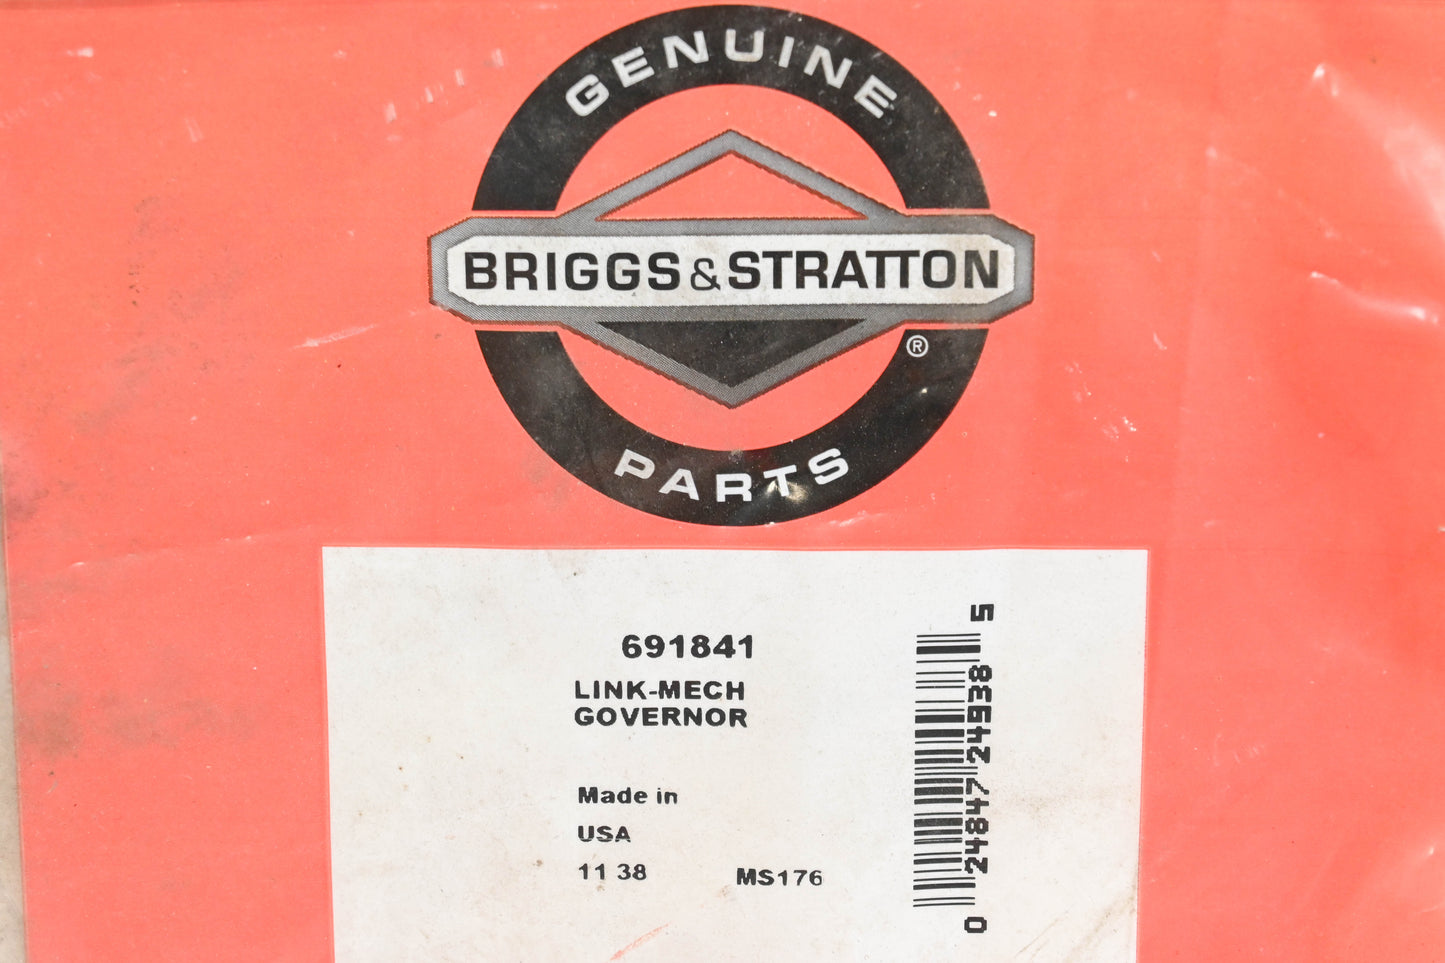 GENUINE
BRIGGS & STRATTON
®
PARTS
691841
LINK-MECH
GOVERNOR
Made in
USA
11 38
MS176
0 24847 24938 5